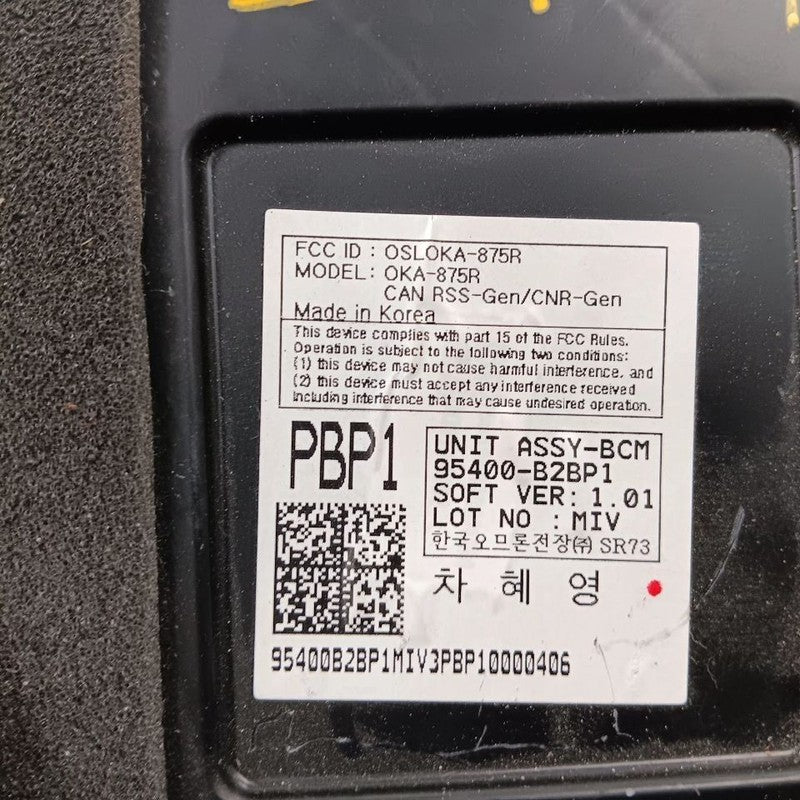 FCC ID : OSLOKA-875R
MODEL: OKA-875R
CAN RSS-Gen/CNR-Gen
Made in Korea
This device complies with part 15 of the FCC Rules.
Operation is subject to the following two conditions:
(1) this device may not cause harmful interference, and
(2) this device must accept any interference received
including interference that may cause undesired operation.
PBP1
UNIT ASSY-BCM
95400-B2BP1
SOFT VER: 1.01
LOT NO : MIV
한국오므론전장㈜ SR73
차 혜 영
95400B2BP1MIV3PBP10000406